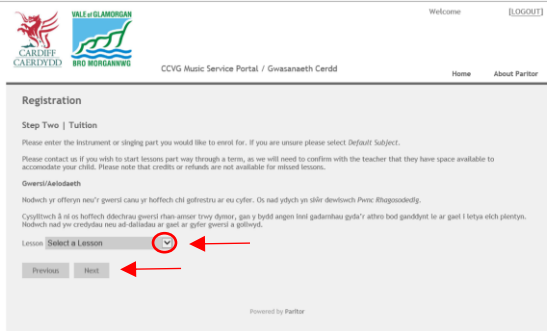 VALE of GLAMORGAN
BRO MORGANNWG
CARDIFF
CAERDYDD
Welcome [LOGOUT]
CCVG Music Service Portal / Gwasanaeth Cerdd
Home About Paritor
Registration
Step Two | Tuition
Please enter the instrument or singing part you would like to enrol for. If you are unsure please select Default Subject.
Please contact us if you wish to start lessons part way through a term, as we will need to confirm with the teacher that they have space available to
accomodate your child. Please note that credits or refunds are not available for missed lessons.
Gwersi/Aelodaeth
Nodwch yr offeryn neu'r gwersi canu yr hoffech chi gofrestru ar eu cyfer. Os nad ydych yn siŵr dewiswch Pwnc Rhagosodedig.
Cysylltwch â ni os hoffech ddechrau gwersi rhan-amser trwy dymor, gan y bydd angen inni gadarnhau gyda'r athro bod ganddynt le ar gael i letya eich plentyn.
Nodwch nad yw credydau neu ad-daliadau ar gael ar gyfer gwersi a gollwyd.
Lesson Select a Lesson
Previous Next
Powered by Paritor